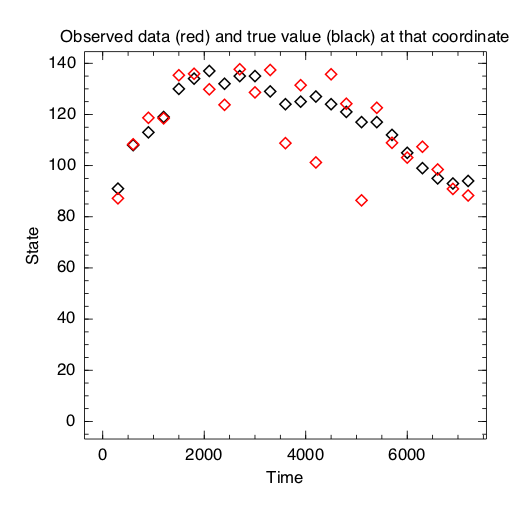 Observed data (red) and true value (black) at that coordinate
140
120
100
80
60
40
20
0
State
0 2000 4000 6000
Time